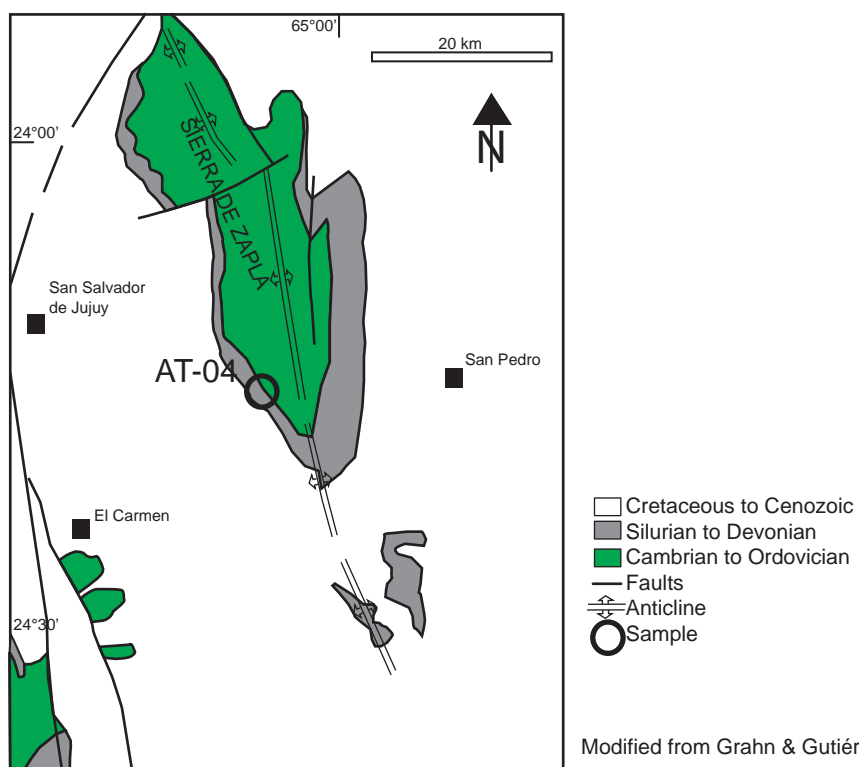 65°00'
20 km
24°00'
N
SIERRA DE ZAPLA
San Salvador
de Jujuy
AT-04
San Pedro
El Carmen
24°30'
Cretaceous to Cenozoic
Silurian to Devonian
Cambrian to Ordovician
Faults
Anticline
Sample
Modified from Grahn & Gutiér